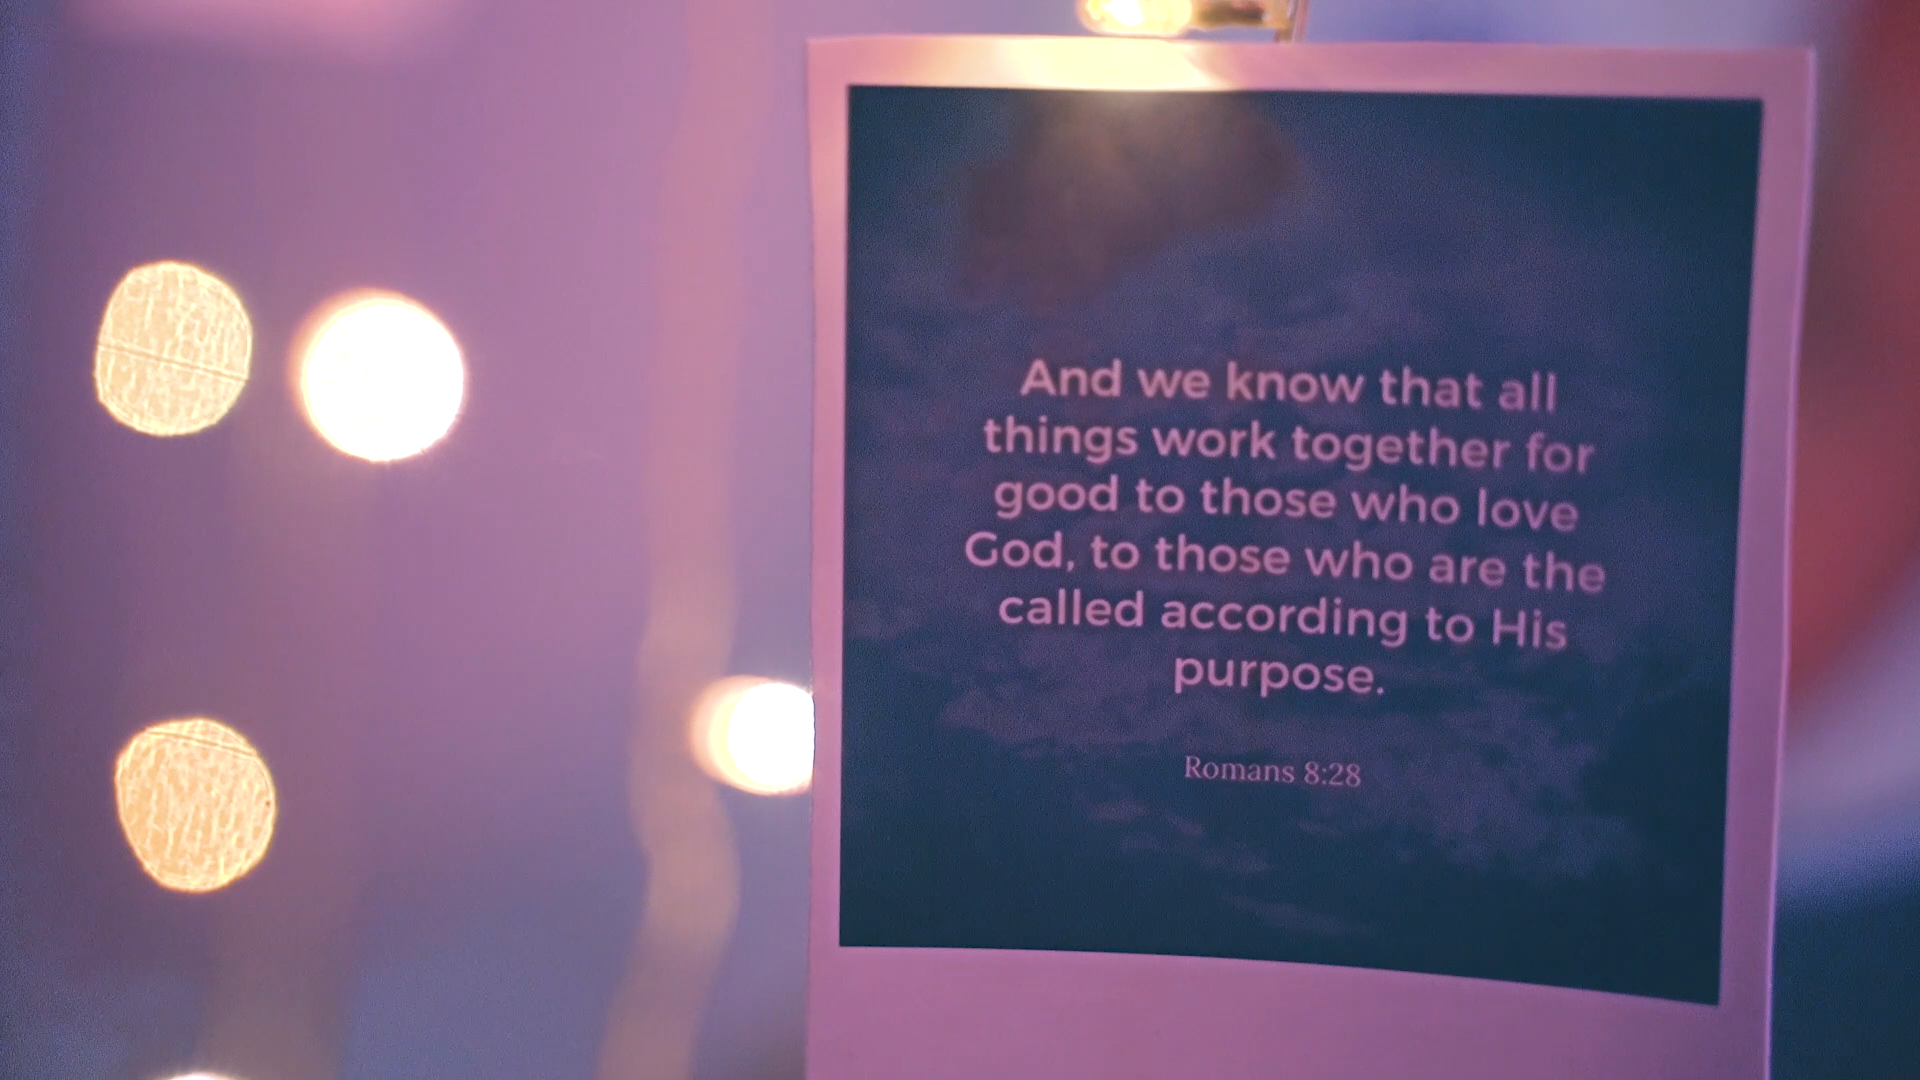 And we know that all
things work together for
good to those who love
God, to those who are the
called according to His
purpose.
Romans 8:28